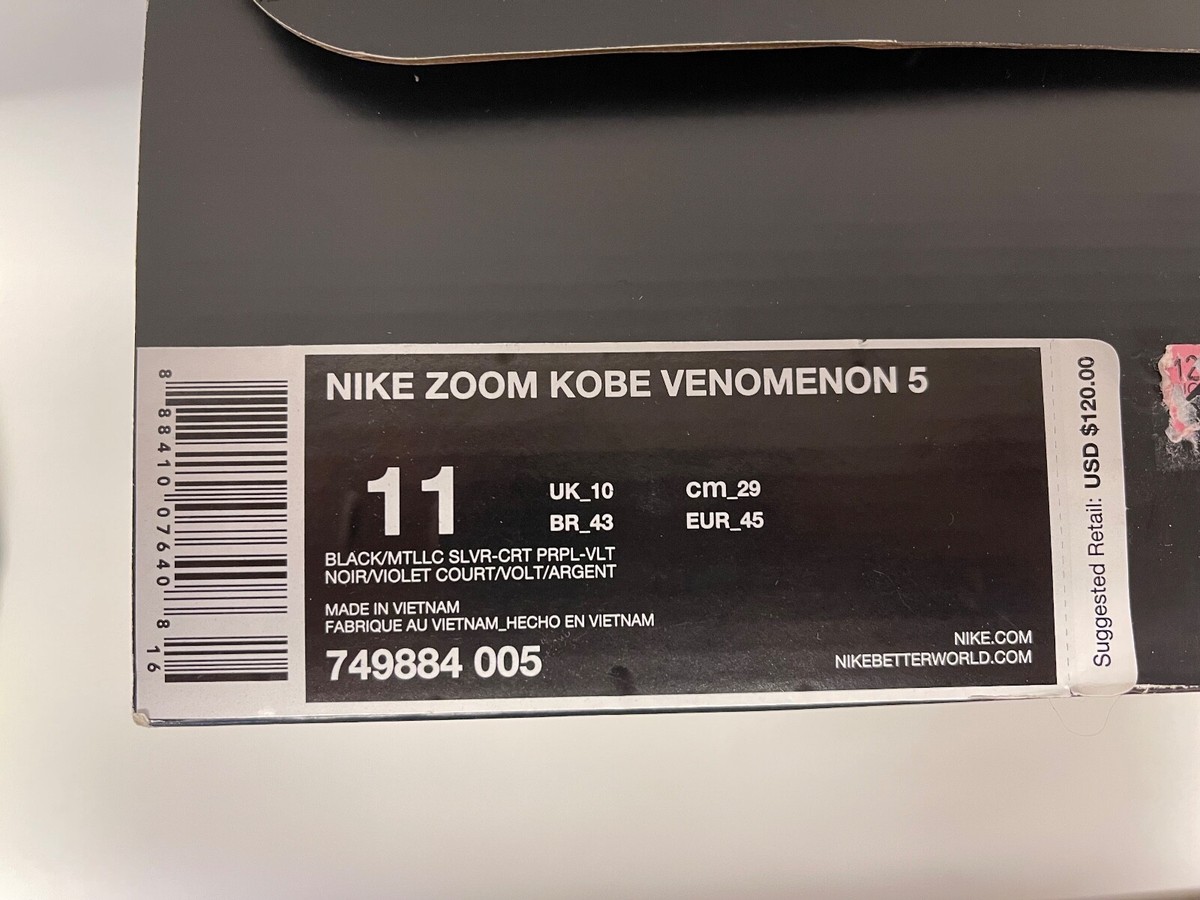 NIKE ZOOM KOBE VENOMENON 5
11
UK_10
cm_29
BR_43
EUR_45
BLACK/MTLLC SLVR-CRT PRPL-VLT
NOIR/VIOLET COURT/VOLT/ARGENT
MADE IN VIETNAM
FABRIQUE AU VIETNAM_HECHO EN VIETNAM
749884 005
NIKE.COM
NIKEBETTERWORLD.COM
8 88410 07640 8 16
Suggested Retail: USD $120.00
12